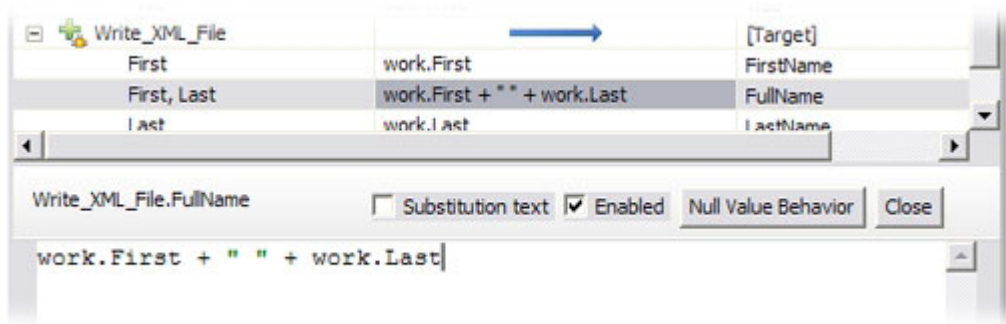 Write_XML_File [Target]
First work.First FirstName
First, Last work.First + " " + work.Last FullName
Last work.Last LastName
Write_XML_File.FullName Substitution text Enabled Null Value Behavior Close
work.First + " " + work.Last